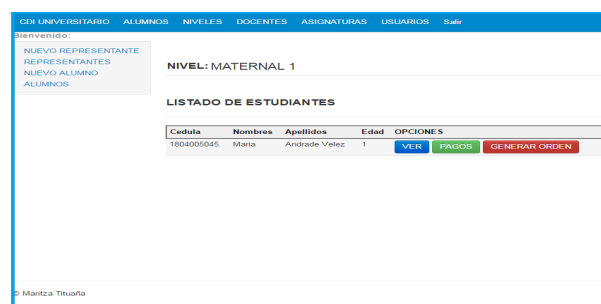 CDI UNIVERSITARIO ALUMNOS NIVELES DOCENTES ASIGNATURAS USUARIOS Salir
Bienvenido:
NUEVO REPRESENTANTE
REPRESENTANTES
NUEVO ALUMNO
ALUMNOS
NIVEL: MATERNAL 1
LISTADO DE ESTUDIANTES
Cedula Nombres Apellidos Edad OPCIONES
1804005045 Maria Andrade Velez 1 VER PAGOS GENERAR ORDEN
© Maritza Tituaña